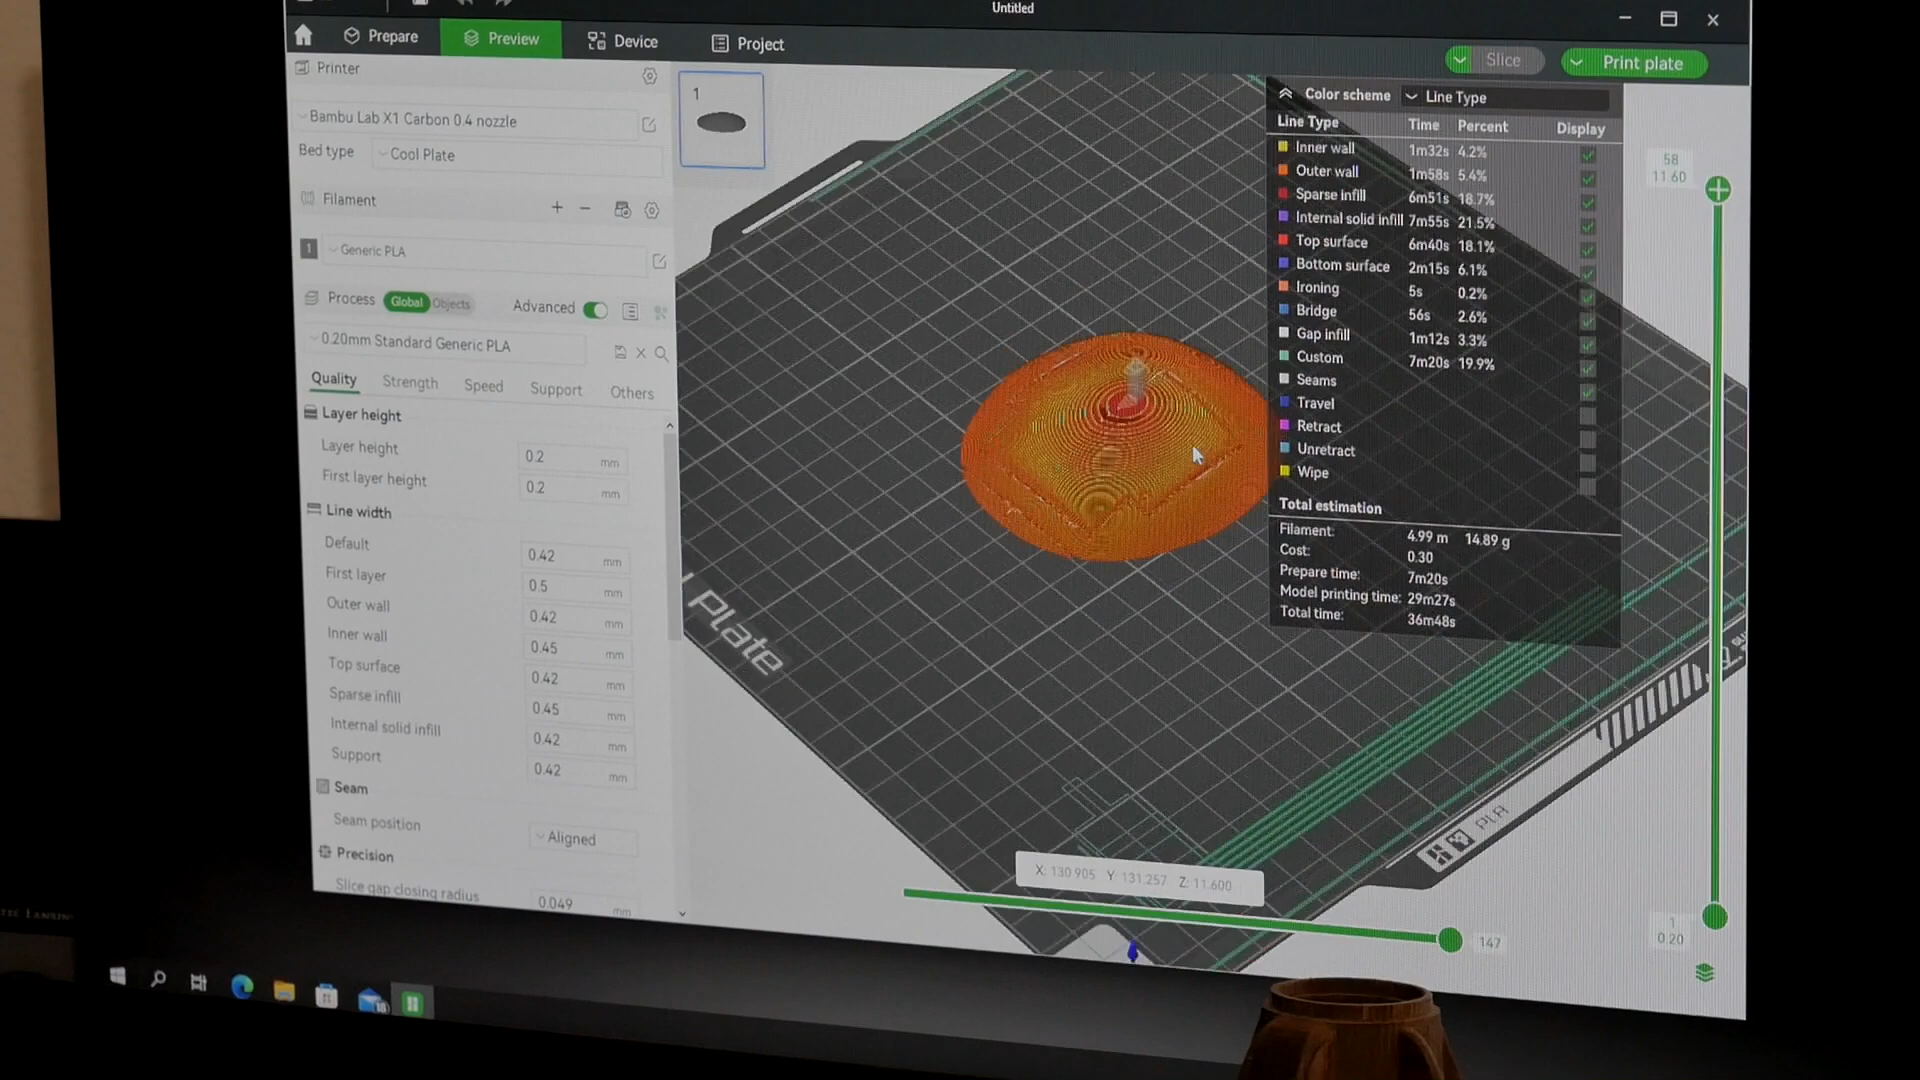 Untitled
Prepare
Preview
Device
Project
Slice
Print plate
Printer
Bambu Lab X1 Carbon 0.4 nozzle
Bed type
Cool Plate
Filament
1
Generic PLA
Process
Global
Objects
Advanced
0.20mm Standard Generic PLA
Quality
Strength
Speed
Support
Others
Layer height
Layer height 0.2 mm
First layer height 0.2 mm
Line width
Default 0.42 mm
First layer 0.5 mm
Outer wall 0.42 mm
Inner wall 0.45 mm
Top surface 0.42 mm
Sparse infill 0.45 mm
Internal solid infill 0.42 mm
Support 0.42 mm
Seam
Seam position Aligned
Precision
Slice gap closing radius 0.049 mm
1
Plate
PLA
X: 130.905 Y: 131.257 Z: 11.600
147
Color scheme Line Type
Line Type Time Percent Display
Inner wall 1m32s 4.2%
Outer wall 1m58s 5.4%
Sparse infill 6m51s 18.7%
Internal solid infill 7m55s 21.5%
Top surface 6m40s 18.1%
Bottom surface 2m15s 6.1%
Ironing 5s 0.2%
Bridge 56s 2.6%
Gap infill 1m12s 3.3%
Custom 7m20s 19.9%
Seams
Travel
Retract
Unretract
Wipe
Total estimation
Filament: 4.99 m 14.89 g
Cost: 0.30
Prepare time: 7m20s
Model printing time: 29m27s
Total time: 36m48s
58
11.60
1
0.20